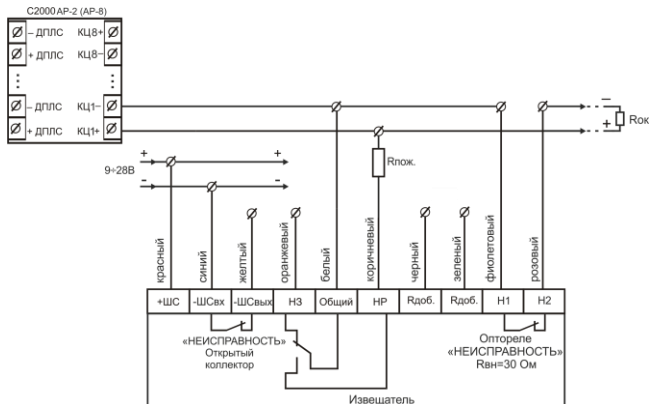 С2000 АР-2 (АР-8)
– ДПЛС КЦ8+
+ ДПЛС КЦ8–
– ДПЛС КЦ1–
+ ДПЛС КЦ1+
–
+
Rок
+
+
9÷28В
-
-
Rпож.
красный
синий
желтый
оранжевый
белый
коричневый
черный
зеленый
фиолетовый
розовый
+ШС
-ШСвх
-ШСвых
НЗ
Общий
НР
Rдоб.
Rдоб.
Н1
Н2
«НЕИСПРАВНОСТЬ»
Открытый
коллектор
Оптореле
«НЕИСПРАВНОСТЬ»
Rвн=30 Ом
Извещатель